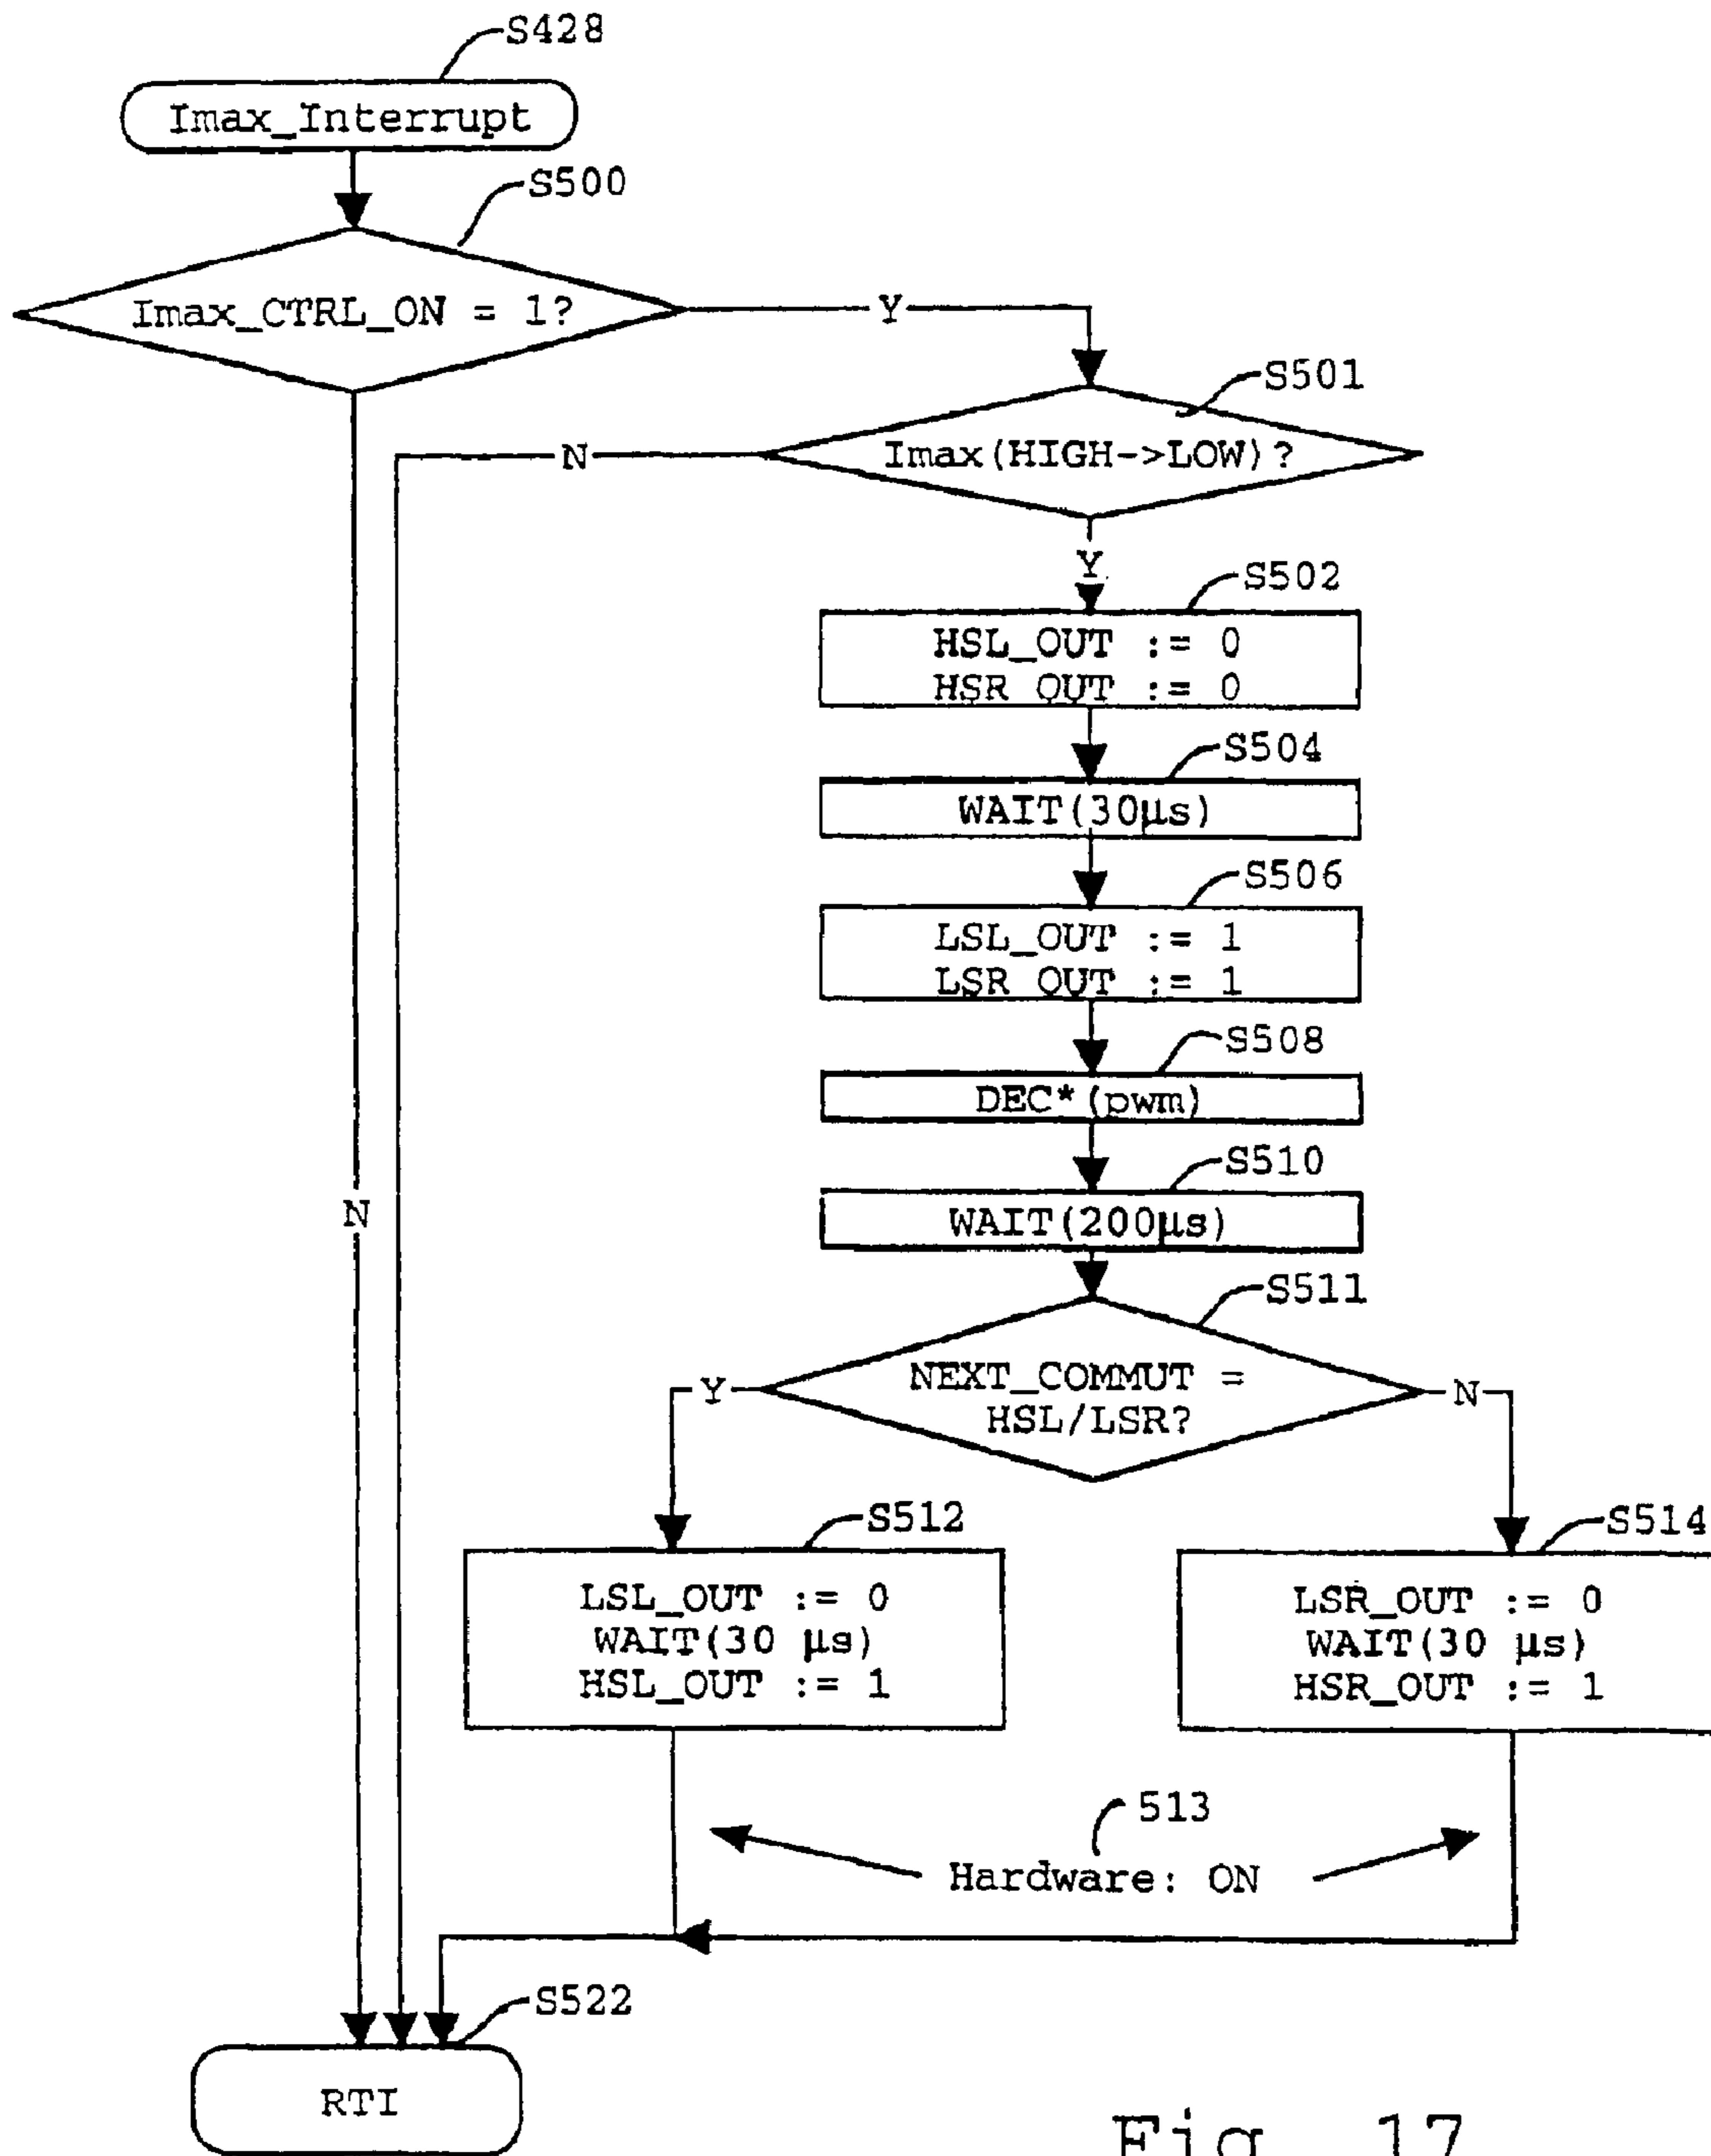 S428
Imax_Interrupt
S500
Imax_CTRL_ON = 1?
Y
S501
Imax(HIGH->LOW)?
N
Y
S502
HSL_OUT := 0
HSR_OUT := 0
S504
WAIT(30µs)
S506
LSL_OUT := 1
LSR_OUT := 1
S508
DEC*(pwm)
S510
WAIT(200µs)
N
S511
NEXT_COMMUT =
HSL/LSR?
Y
N
S512
LSL_OUT := 0
WAIT(30 µs)
HSL_OUT := 1
S514
LSR_OUT := 0
WAIT(30 µs)
HSR_OUT := 1
513
Hardware: ON
S522
RTI
Fig. 17